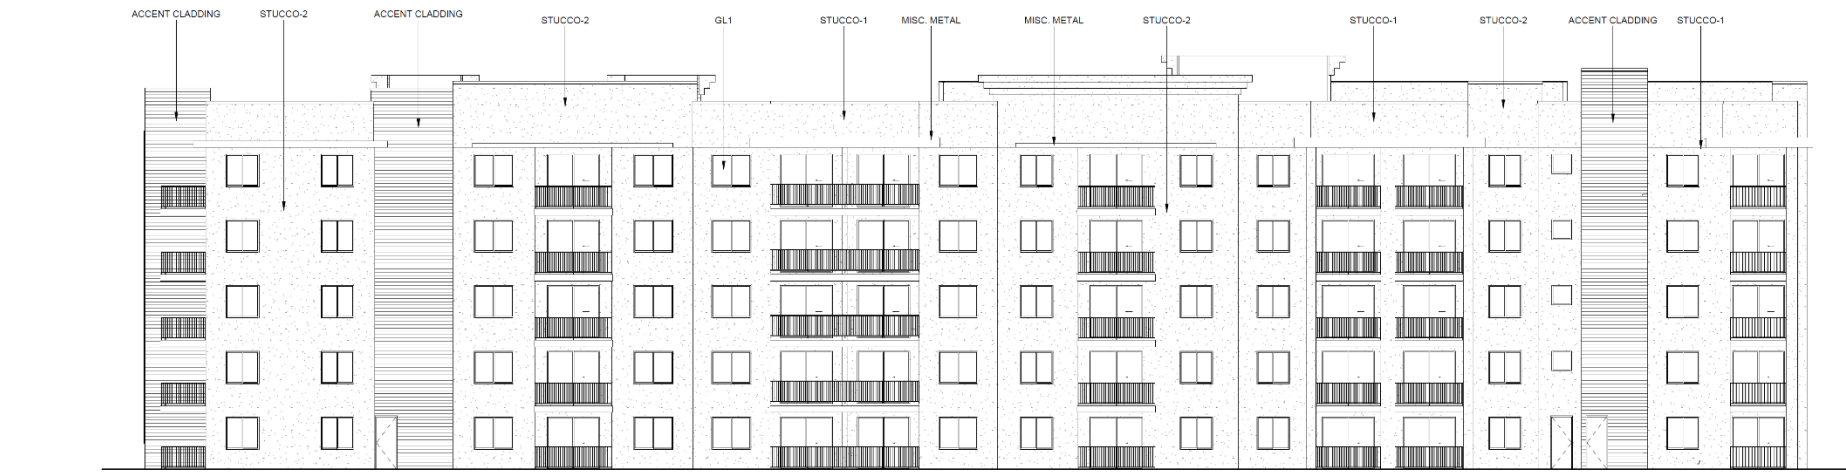 ACCENT CLADDING
STUCCO-2
ACCENT CLADDING
STUCCO-2
GL1
STUCCO-1
MISC. METAL
MISC. METAL
STUCCO-2
STUCCO-1
STUCCO-2
ACCENT CLADDING
STUCCO-1